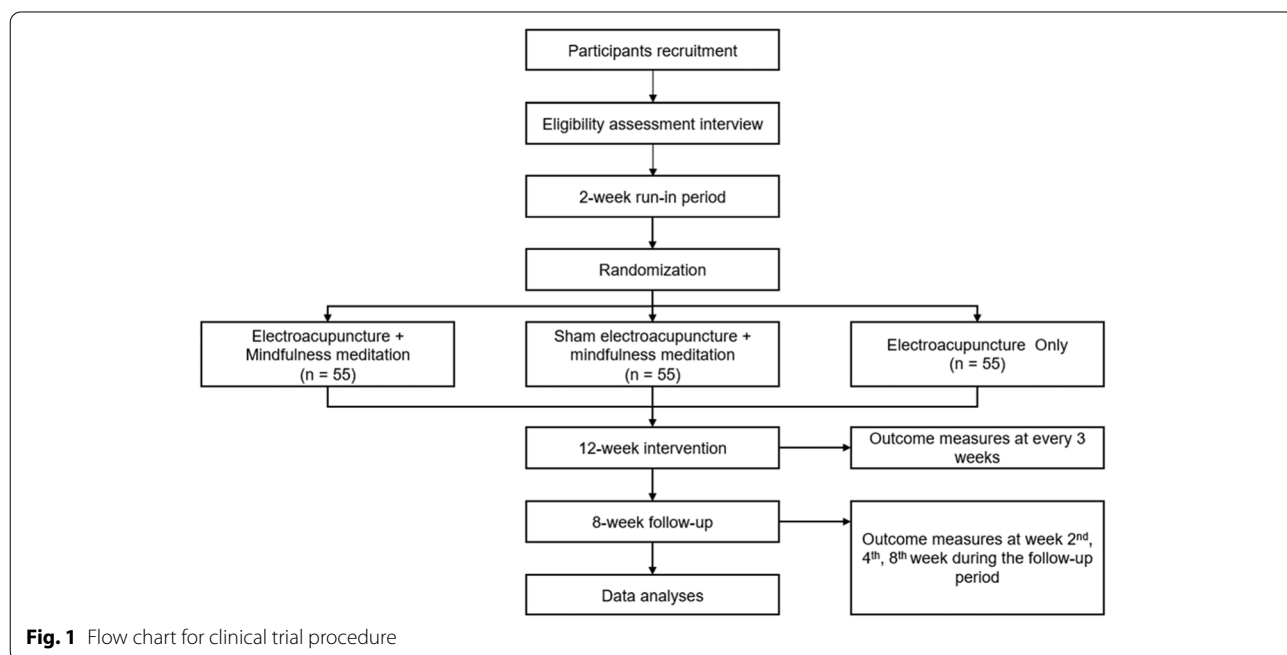 Participants recruitment
Eligibility assessment interview
2-week run-in period
Randomization
Electroacupuncture +
Mindfulness meditation
(n = 55)
Sham electroacupuncture +
mindfulness meditation
(n = 55)
Electroacupuncture Only
(n = 55)
12-week intervention
Outcome measures at every 3
weeks
8-week follow-up
Outcome measures at week 2nd,
4th, 8th week during the follow-up
period
Data analyses
Fig. 1 Flow chart for clinical trial procedure